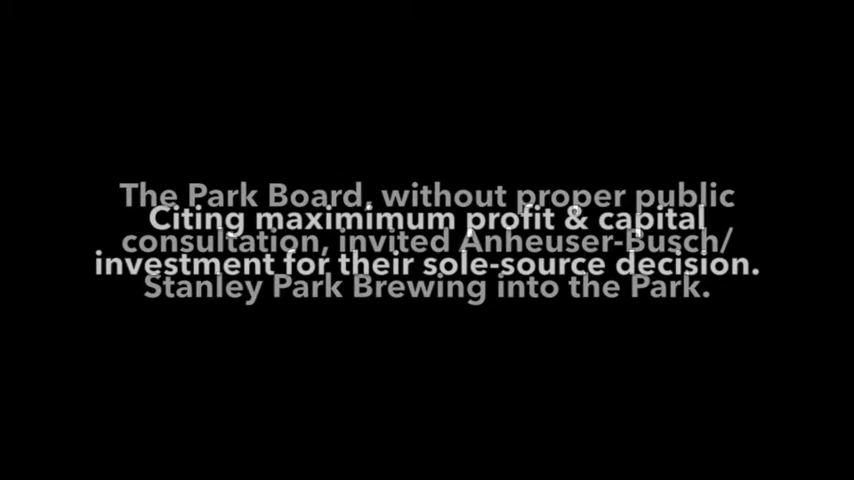 The Park Board, without proper public
consultation, invited Anheuser-Busch/
Stanley Park Brewing into the Park.
Citing maximimum profit & capital
investment for their sole-source decision.